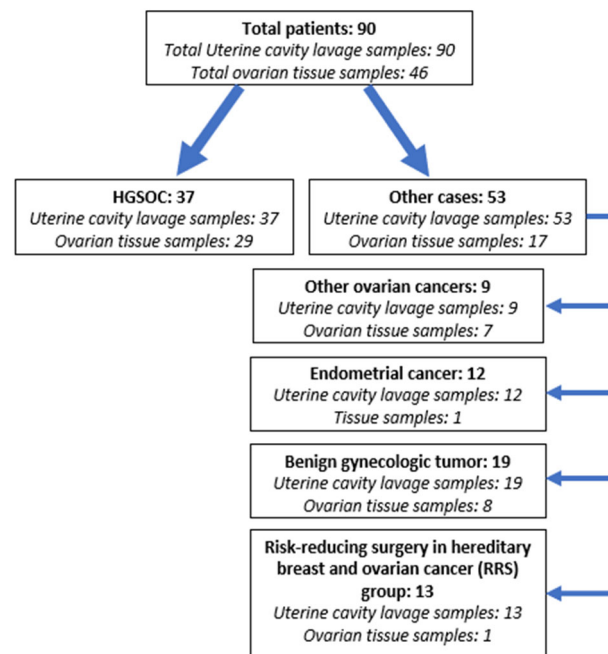 Total patients: 90
Total Uterine cavity lavage samples: 90
Total ovarian tissue samples: 46
HGSOC: 37
Uterine cavity lavage samples: 37
Ovarian tissue samples: 29
Other cases: 53
Uterine cavity lavage samples: 53
Ovarian tissue samples: 17
Other ovarian cancers: 9
Uterine cavity lavage samples: 9
Ovarian tissue samples: 7
Endometrial cancer: 12
Uterine cavity lavage samples: 12
Tissue samples: 1
Benign gynecologic tumor: 19
Uterine cavity lavage samples: 19
Ovarian tissue samples: 8
Risk-reducing surgery in hereditary
breast and ovarian cancer (RRS)
group: 13
Uterine cavity lavage samples: 13
Ovarian tissue samples: 1